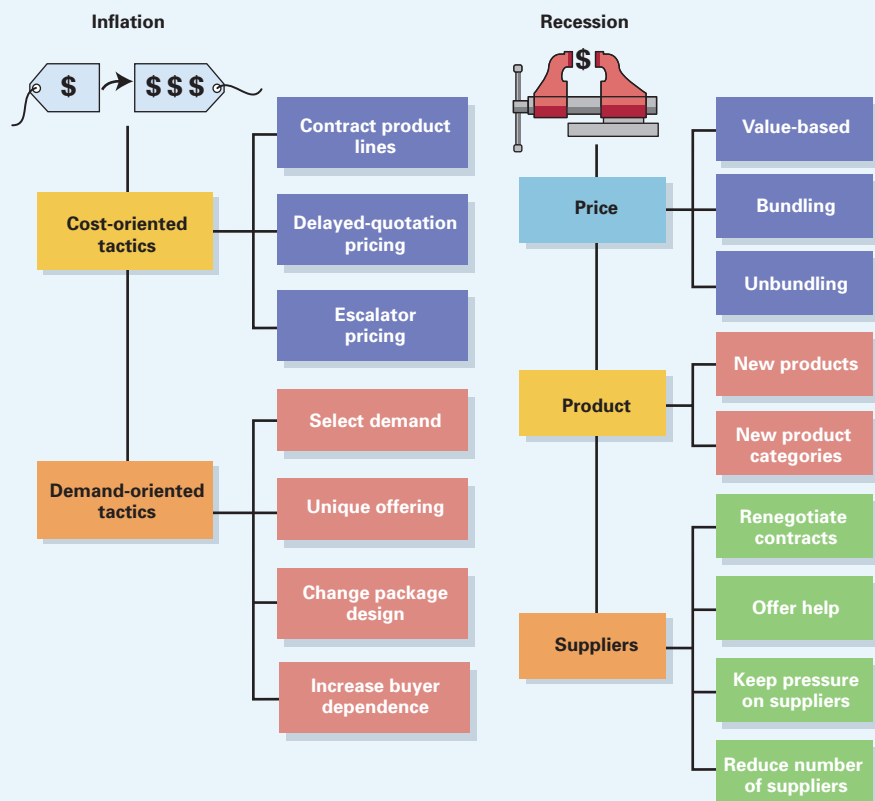 Inflation
$
$ $ $
Cost-oriented
tactics
Contract product
lines
Delayed-quotation
pricing
Escalator
pricing
Demand-oriented
tactics
Select demand
Unique offering
Change package
design
Increase buyer
dependence
Recession
$
Price
Value-based
Bundling
Unbundling
Product
New products
New product
categories
Suppliers
Renegotiate
contracts
Offer help
Keep pressure
on suppliers
Reduce number
of suppliers